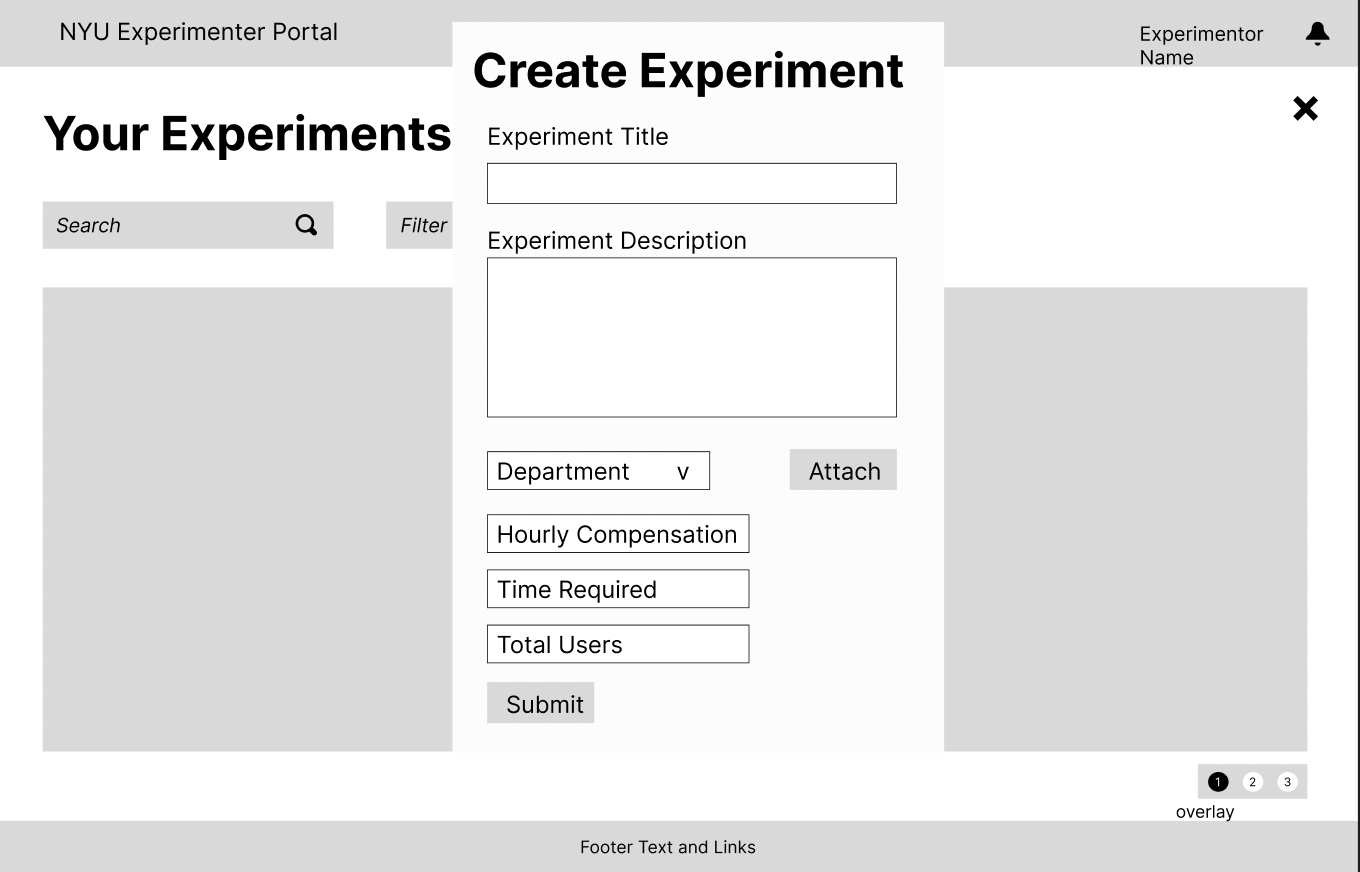 NYU Experimenter Portal
Experimentor
Name
Create Experiment
Your Experiments
Experiment Title
Search
Filter
Experiment Description
Department v
Attach
Hourly Compensation
Time Required
Total Users
Submit
1 2 3
overlay
Footer Text and Links